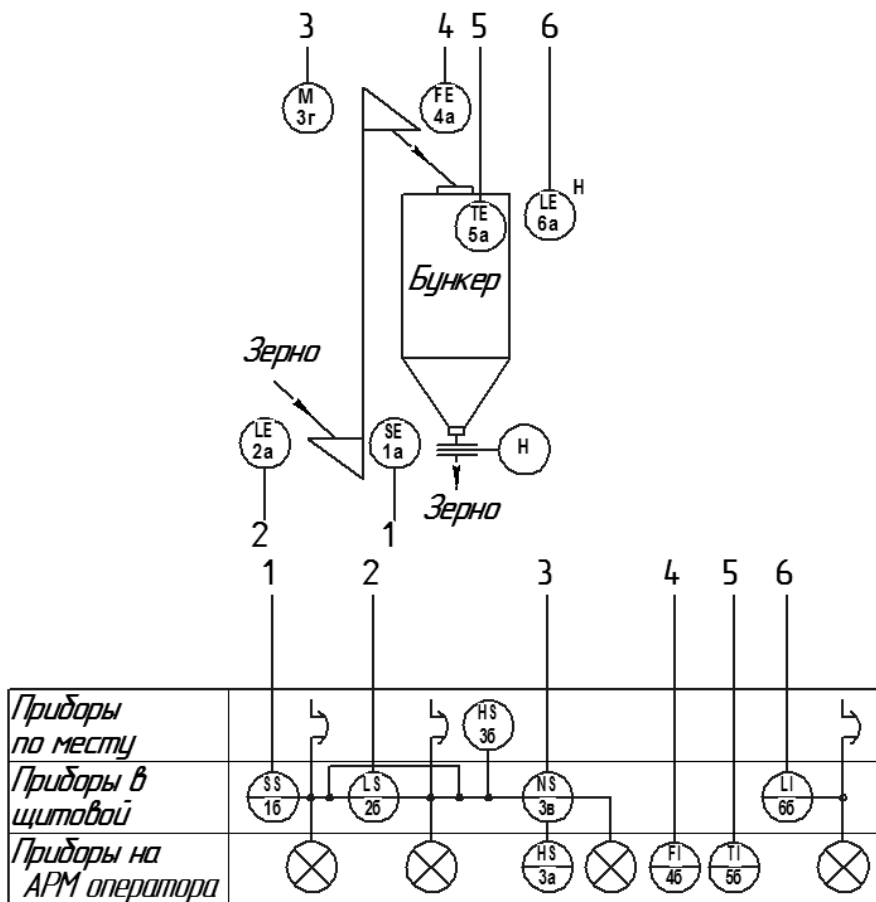 3 4 5 6
M 3г
FE 4а
H
TE 5а
LE 6а
Бункер
Зерно
LE 2а
SE 1а
H
Зерно
2 1
1 2 3 4 5 6
Приборы
по месту
HS 3б
Приборы в
щитовой
SS 1б
LS 2б
NS 3в
LI 6б
Приборы на
АРМ оператора
HS 3а
FI 4б
TI 5б